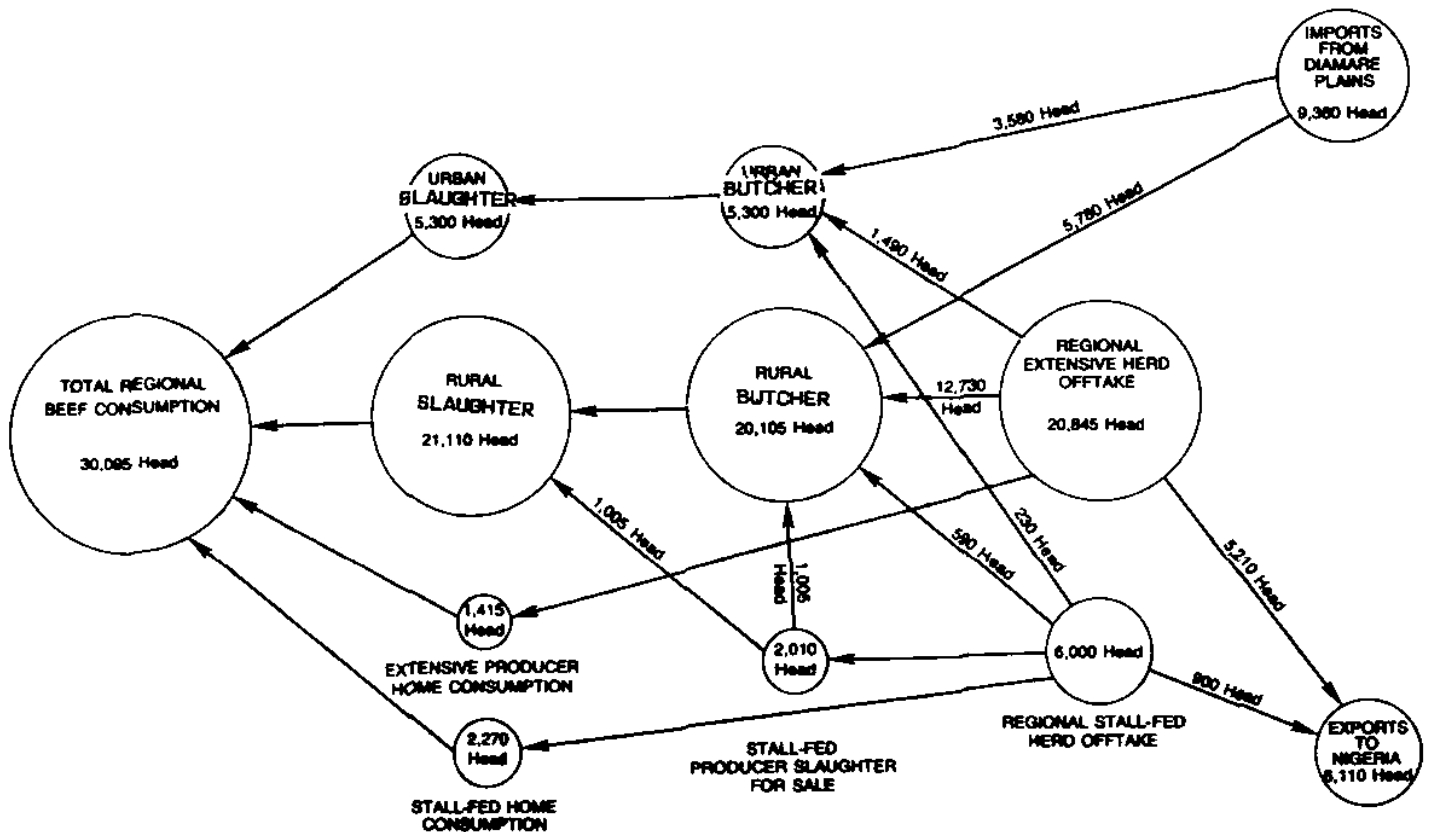 IMPORTS
FROM
DIAMARE
PLAINS
9,360 Head
3,580 Head
5,780 Head
URBAN
SLAUGHTER
5,300 Head
URBAN
BUTCHER
5,300 Head
1,490 Head
TOTAL REGIONAL
BEEF CONSUMPTION
30,095 Head
RURAL
SLAUGHTER
21,110 Head
RURAL
BUTCHER
20,105 Head
12,730
Head
REGIONAL
EXTENSIVE HERD
OFFTAKE
20,845 Head
1,005 Head
1,005
Head
590 Head
230 Head
5,210 Head
1,415
Head
EXTENSIVE PRODUCER
HOME CONSUMPTION
2,010
Head
6,000 Head
900 Head
REGIONAL STALL-FED
HERD OFFTAKE
2,270
Head
STALL-FED HOME
CONSUMPTION
STALL-FED
PRODUCER SLAUGHTER
FOR SALE
EXPORTS
TO
NIGERIA
6,110 Head